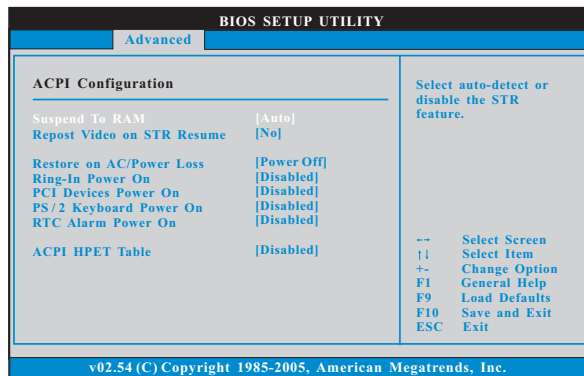 BIOS SETUP UTILITY
Advanced
ACPI Configuration
Suspend To RAM [Auto]
Repost Video on STR Resume [No]
Restore on AC/Power Loss [Power Off]
Ring-In Power On [Disabled]
PCI Devices Power On [Disabled]
PS/2 Keyboard Power On [Disabled]
RTC Alarm Power On [Disabled]
ACPI HPET Table [Disabled]
Select auto-detect or
disable the STR
feature.
←→ Select Screen
↑↓ Select Item
+- Change Option
F1 General Help
F9 Load Defaults
F10 Save and Exit
ESC Exit
v02.54 (C) Copyright 1985-2005, American Megatrends, Inc.